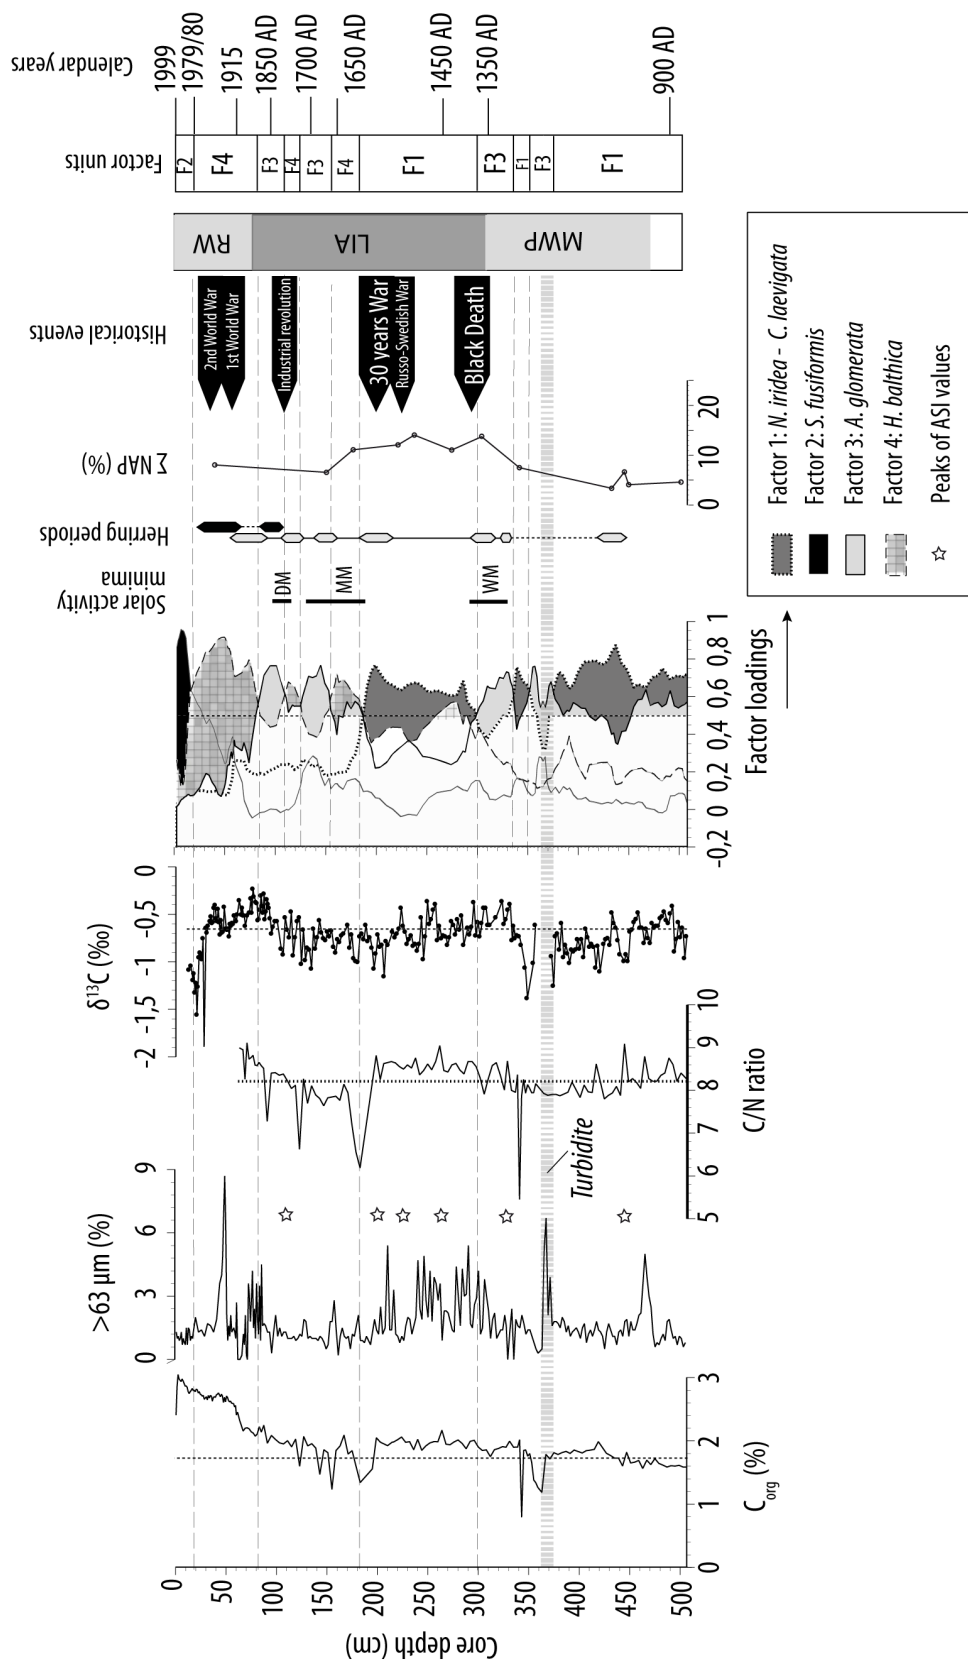 Core depth (cm)
0
50
100
150
200
250
300
350
400
450
500
Corg (%)
0
1
2
3
>63 µm (%)
0
3
6
9
Turbidite
C/N ratio
5
6
7
8
9
10
δ13C (‰)
-2
-1,5
-1
-0,5
0
Factor loadings
-0,2
0
0,2
0,4
0,6
0,8
1
Solar activity
minima
DM
MM
WM
Herring periods
Σ NAP (%)
0
10
20
Historical events
2nd World War
1st World War
Industrial revolution
30 years War
Russo-Swedish War
Black Death
RW
LIA
MWP
Factor units
F2
F4
F3
F4
F3
F4
F1
F3
F1
F3
F1
Calendar years
1999
1979/80
1915
1850 AD
1700 AD
1650 AD
1450 AD
1350 AD
900 AD
Factor 1: N. iridea - C. laevigata
Factor 2: S. fusiformis
Factor 3: A. glomerata
Factor 4: H. balthica
Peaks of ASI values